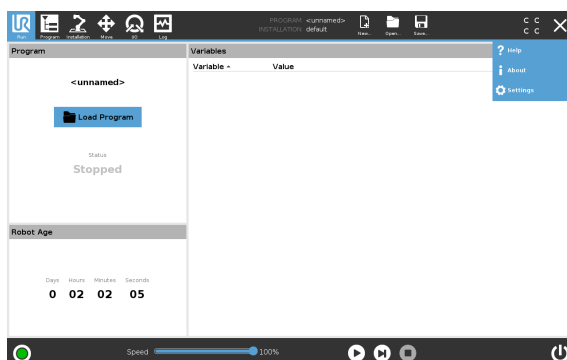 UR
PROGRAM <unnamed>
INSTALLATION default
Run
Program
Installation
Move
I/O
Log
New...
Open...
Save...
C C
C C
Program
Variables
? Help
i About
Settings
Variable
Value
<unnamed>
Load Program
Status
Stopped
Robot Age
Days Hours Minutes Seconds
0 02 02 05
Speed
100%